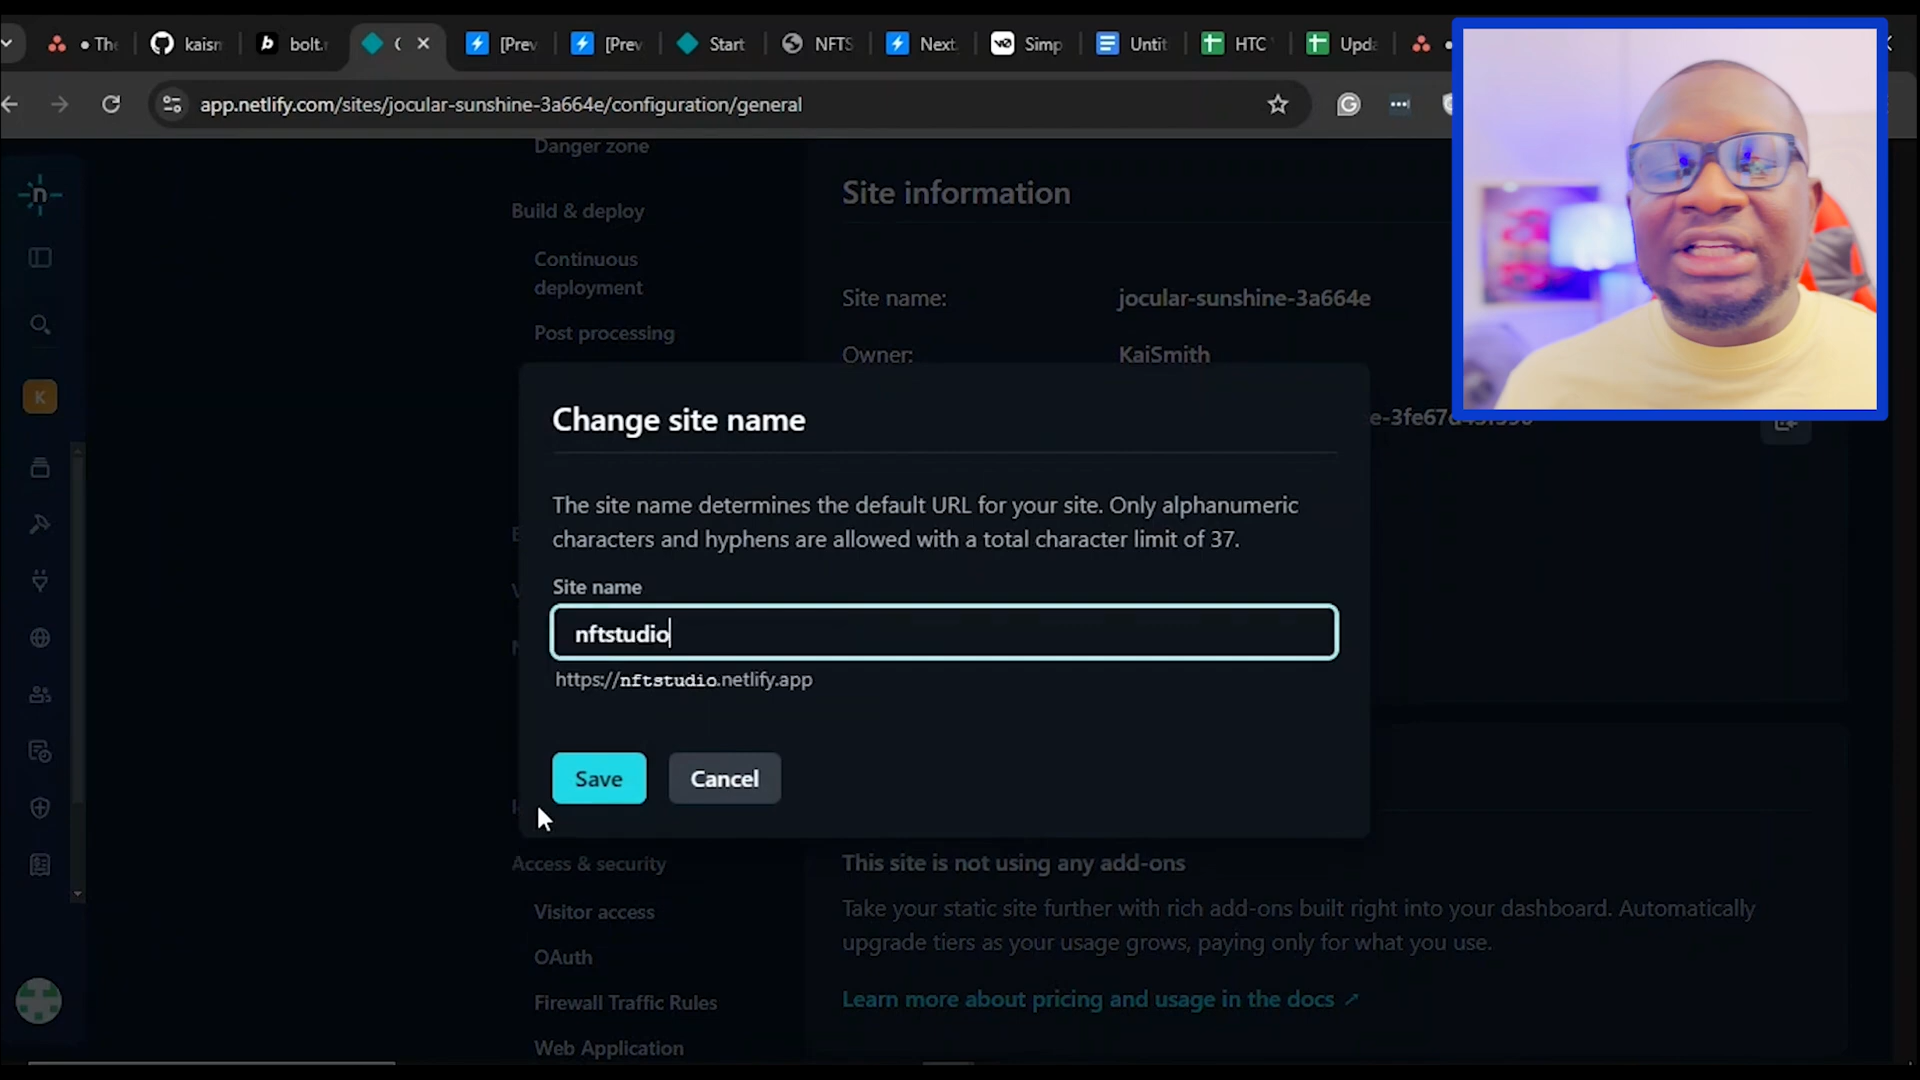 The
kaism
b
bolt.r
[Prev
[Prev
Start
NFTS
Next.
Simp
Untit
HTC
Upda
app.netlify.com/sites/jocular-sunshine-3a664e/configuration/general
n
K
Danger zone
Build & deploy
Continuous
deployment
Post processing
Site information
Site name:
jocular-sunshine-3a664e
Owner:
KaiSmith
Change site name
The site name determines the default URL for your site. Only alphanumeric
characters and hyphens are allowed with a total character limit of 37.
Site name
nftstudio
https://nftstudio.netlify.app
Save
Cancel
Access & security
Visitor access
OAuth
Firewall Traffic Rules
Web Application
This site is not using any add-ons
Take your static site further with rich add-ons built right into your dashboard. Automatically
upgrade tiers as your usage grows, paying only for what you use.
Learn more about pricing and usage in the docs